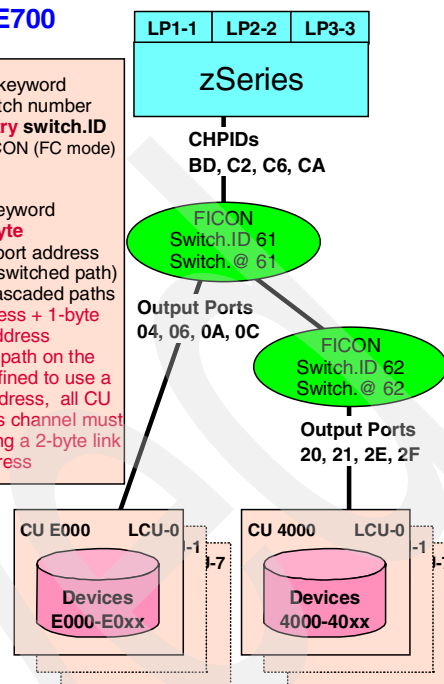 E700
keyword
tch number
ry switch.ID
CON (FC mode)
eyword
yte
port address
switched path)
ascaded paths
ess + 1-byte
ddress
path on the
fined to use a
dress, all CU
s channel must
ng a 2-byte link
ress
LP1-1 LP2-2 LP3-3
zSeries
CHPIDs
BD, C2, C6, CA
FICON
Switch.ID 61
Switch.@ 61
Output Ports
04, 06, 0A, 0C
FICON
Switch.ID 62
Switch.@ 62
Output Ports
20, 21, 2E, 2F
CU E000 LCU-0
-1
-7
Devices
E000-E0xx
CU 4000 LCU-0
-1
-7
Devices
4000-40xx